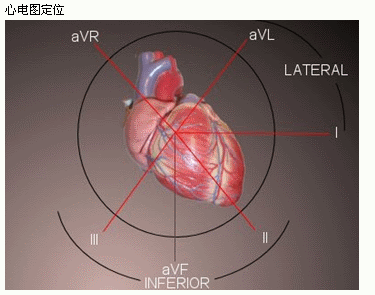 心电图定位
aVR
aVL
LATERAL
I
III
II
aVF
INFERIOR